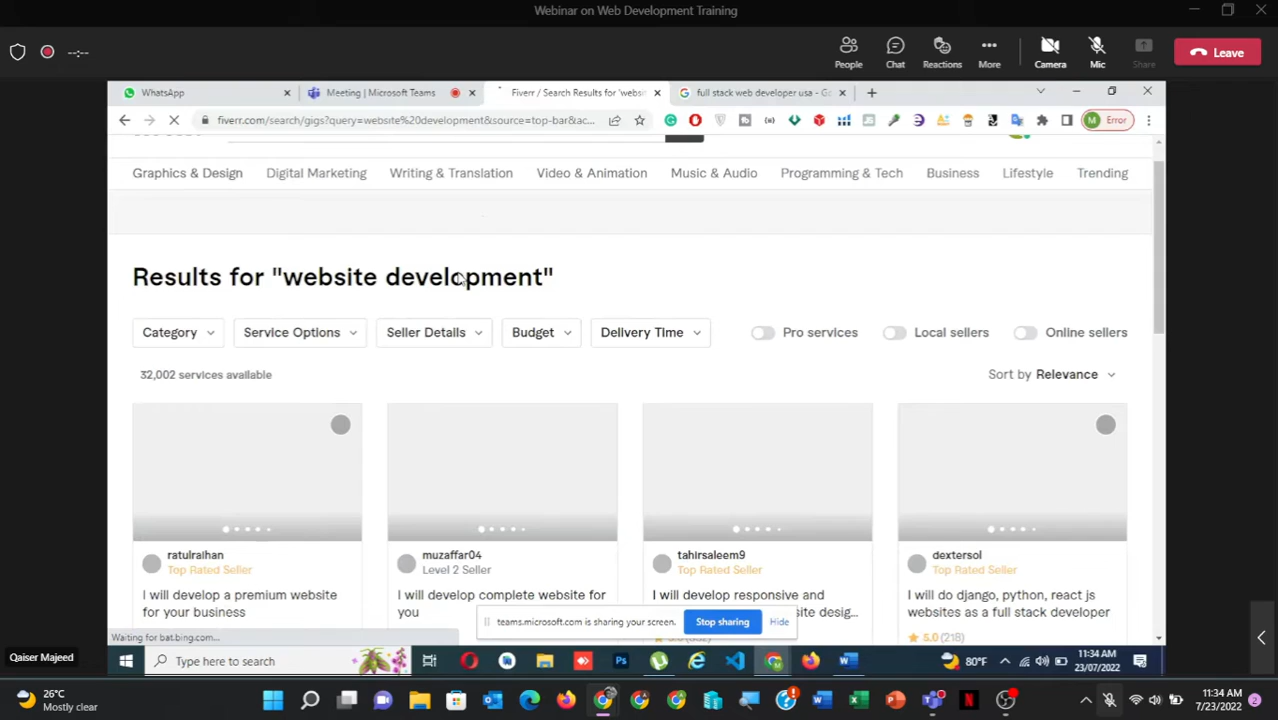 Webinar on Web Development Training
--:--
People
Chat
Reactions
More
Camera
Mic
Share
Leave
WhatsApp
Meeting | Microsoft Teams
Fiverr / Search Results for 'websi
full stack web developer usa - Go
fiverr.com/search/gigs?query=website%20development&source=top-bar&ac...
M
Error
Graphics & Design
Digital Marketing
Writing & Translation
Video & Animation
Music & Audio
Programming & Tech
Business
Lifestyle
Trending
Results for "website development"
Category
Service Options
Seller Details
Budget
Delivery Time
Pro services
Local sellers
Online sellers
32,002 services available
Sort by Relevance
ratulraihan
Top Rated Seller
I will develop a premium website
for your business
muzaffar04
Level 2 Seller
I will develop complete website for
you
tahirsaleem9
Top Rated Seller
I will develop responsive and
site desig...
dextersol
Top Rated Seller
I will do django, python, react js
websites as a full stack developer
5.0 (218)
teams.microsoft.com is sharing your screen.
Stop sharing
Hide
Waiting for bat.bing.com...
Qaiser Majeed
Type here to search
80°F
11:34 AM
23/07/2022
26°C
Mostly clear
11:34 AM
7/23/2022
2